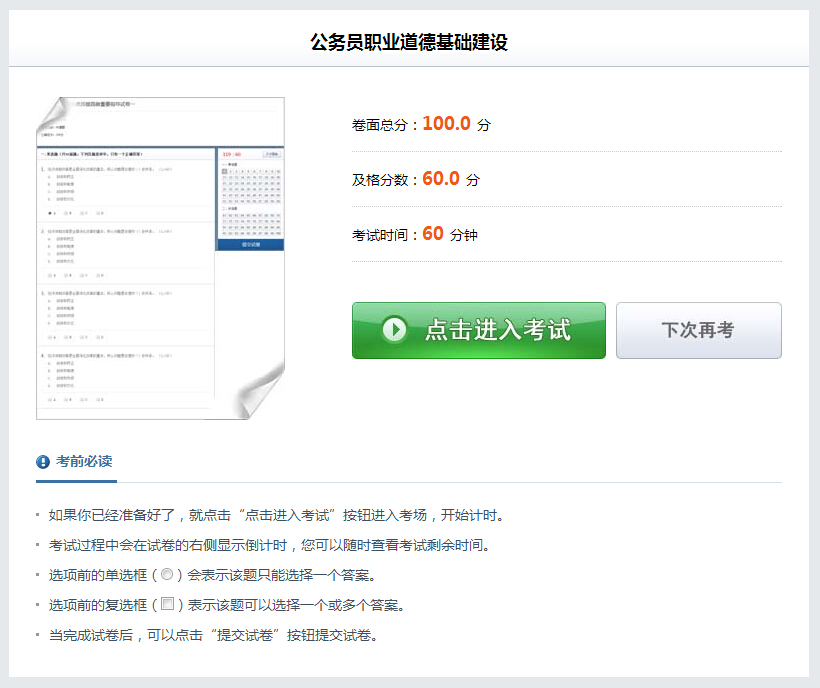 公务员职业道德基础建设
卷面总分：100.0 分
及格分数：60.0 分
考试时间：60 分钟
点击进入考试
下次再考
考前必读
如果你已经准备好了，就点击“点击进入考试”按钮进入考场，开始计时。
考试过程中会在试卷的右侧显示倒计时，您可以随时查看考试剩余时间。
选项前的单选框（）会表示该题只能选择一个答案。
选项前的复选框（）表示该题可以选择一个或多个答案。
当完成试卷后，可以点击“提交试卷”按钮提交试卷。